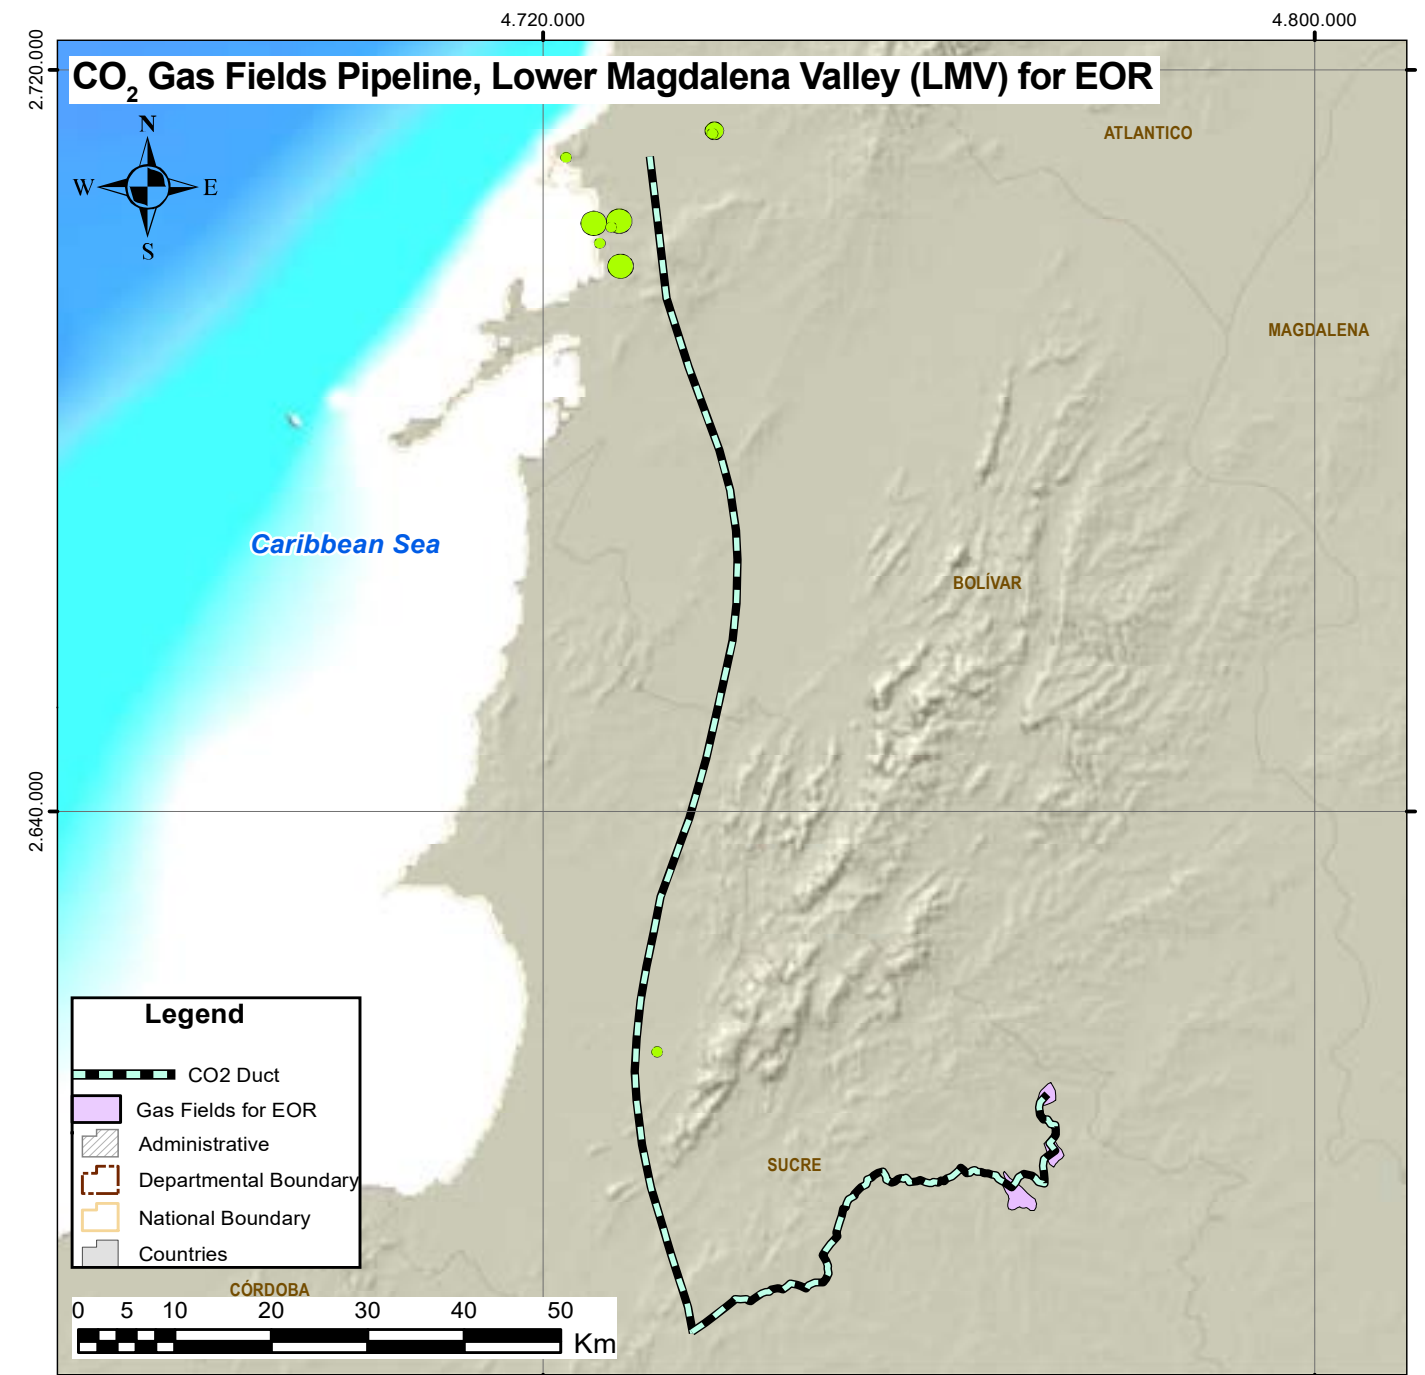 4.720.000 4.800.000
2.720.000
CO2 Gas Fields Pipeline, Lower Magdalena Valley (LMV) for EOR
N
W E
S
ATLANTICO
MAGDALENA
Caribbean Sea
BOLÍVAR
2.640.000
Legend
CO2 Duct
Gas Fields for EOR
Administrative
Departmental Boundary
National Boundary
Countries
SUCRE
CÓRDOBA
0 5 10 20 30 40 50
Km